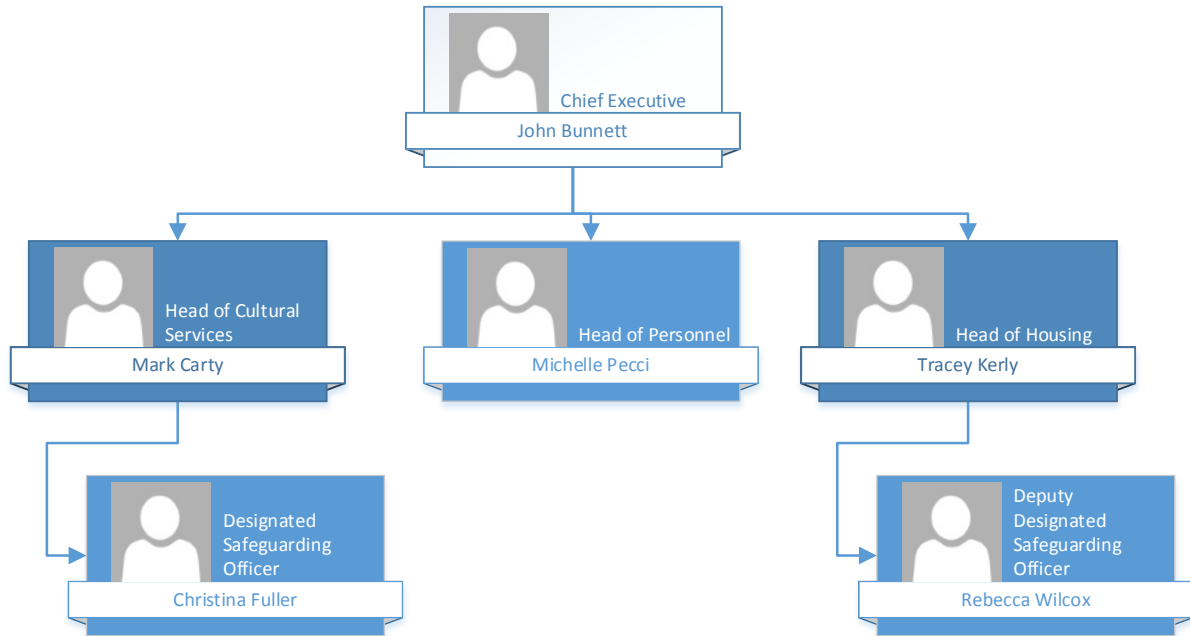 Chief Executive
John Bunnett
Head of Cultural
Services
Mark Carty
Head of Personnel
Michelle Pecci
Head of Housing
Tracey Kerly
Designated
Safeguarding
Officer
Christina Fuller
Deputy
Designated
Safeguarding
Officer
Rebecca Wilcox